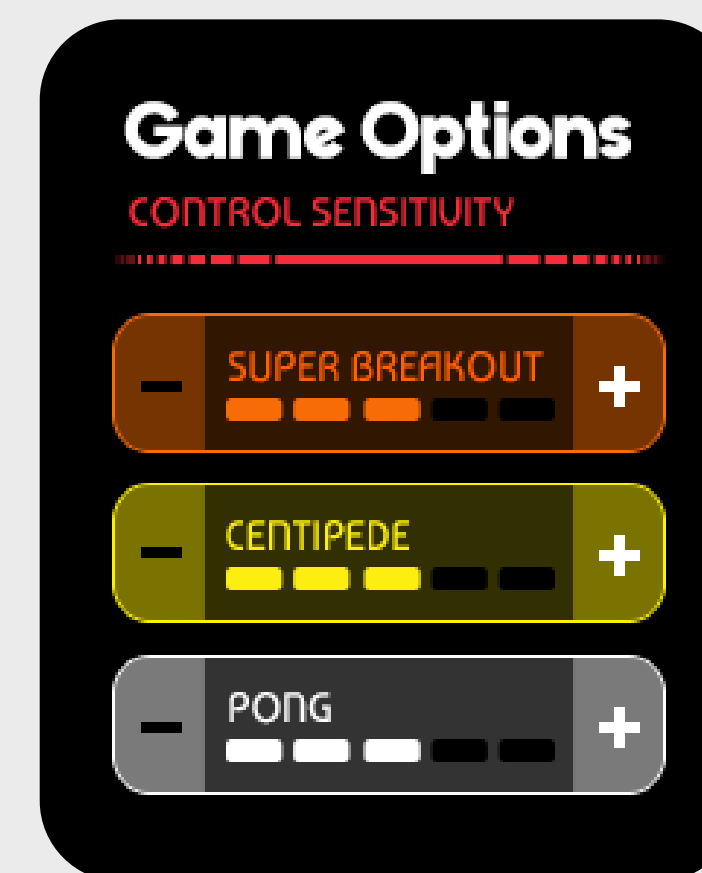 Game Options
CONTROL SENSITIVITY
SUPER BREAKOUT
CENTIPEDE
PONG